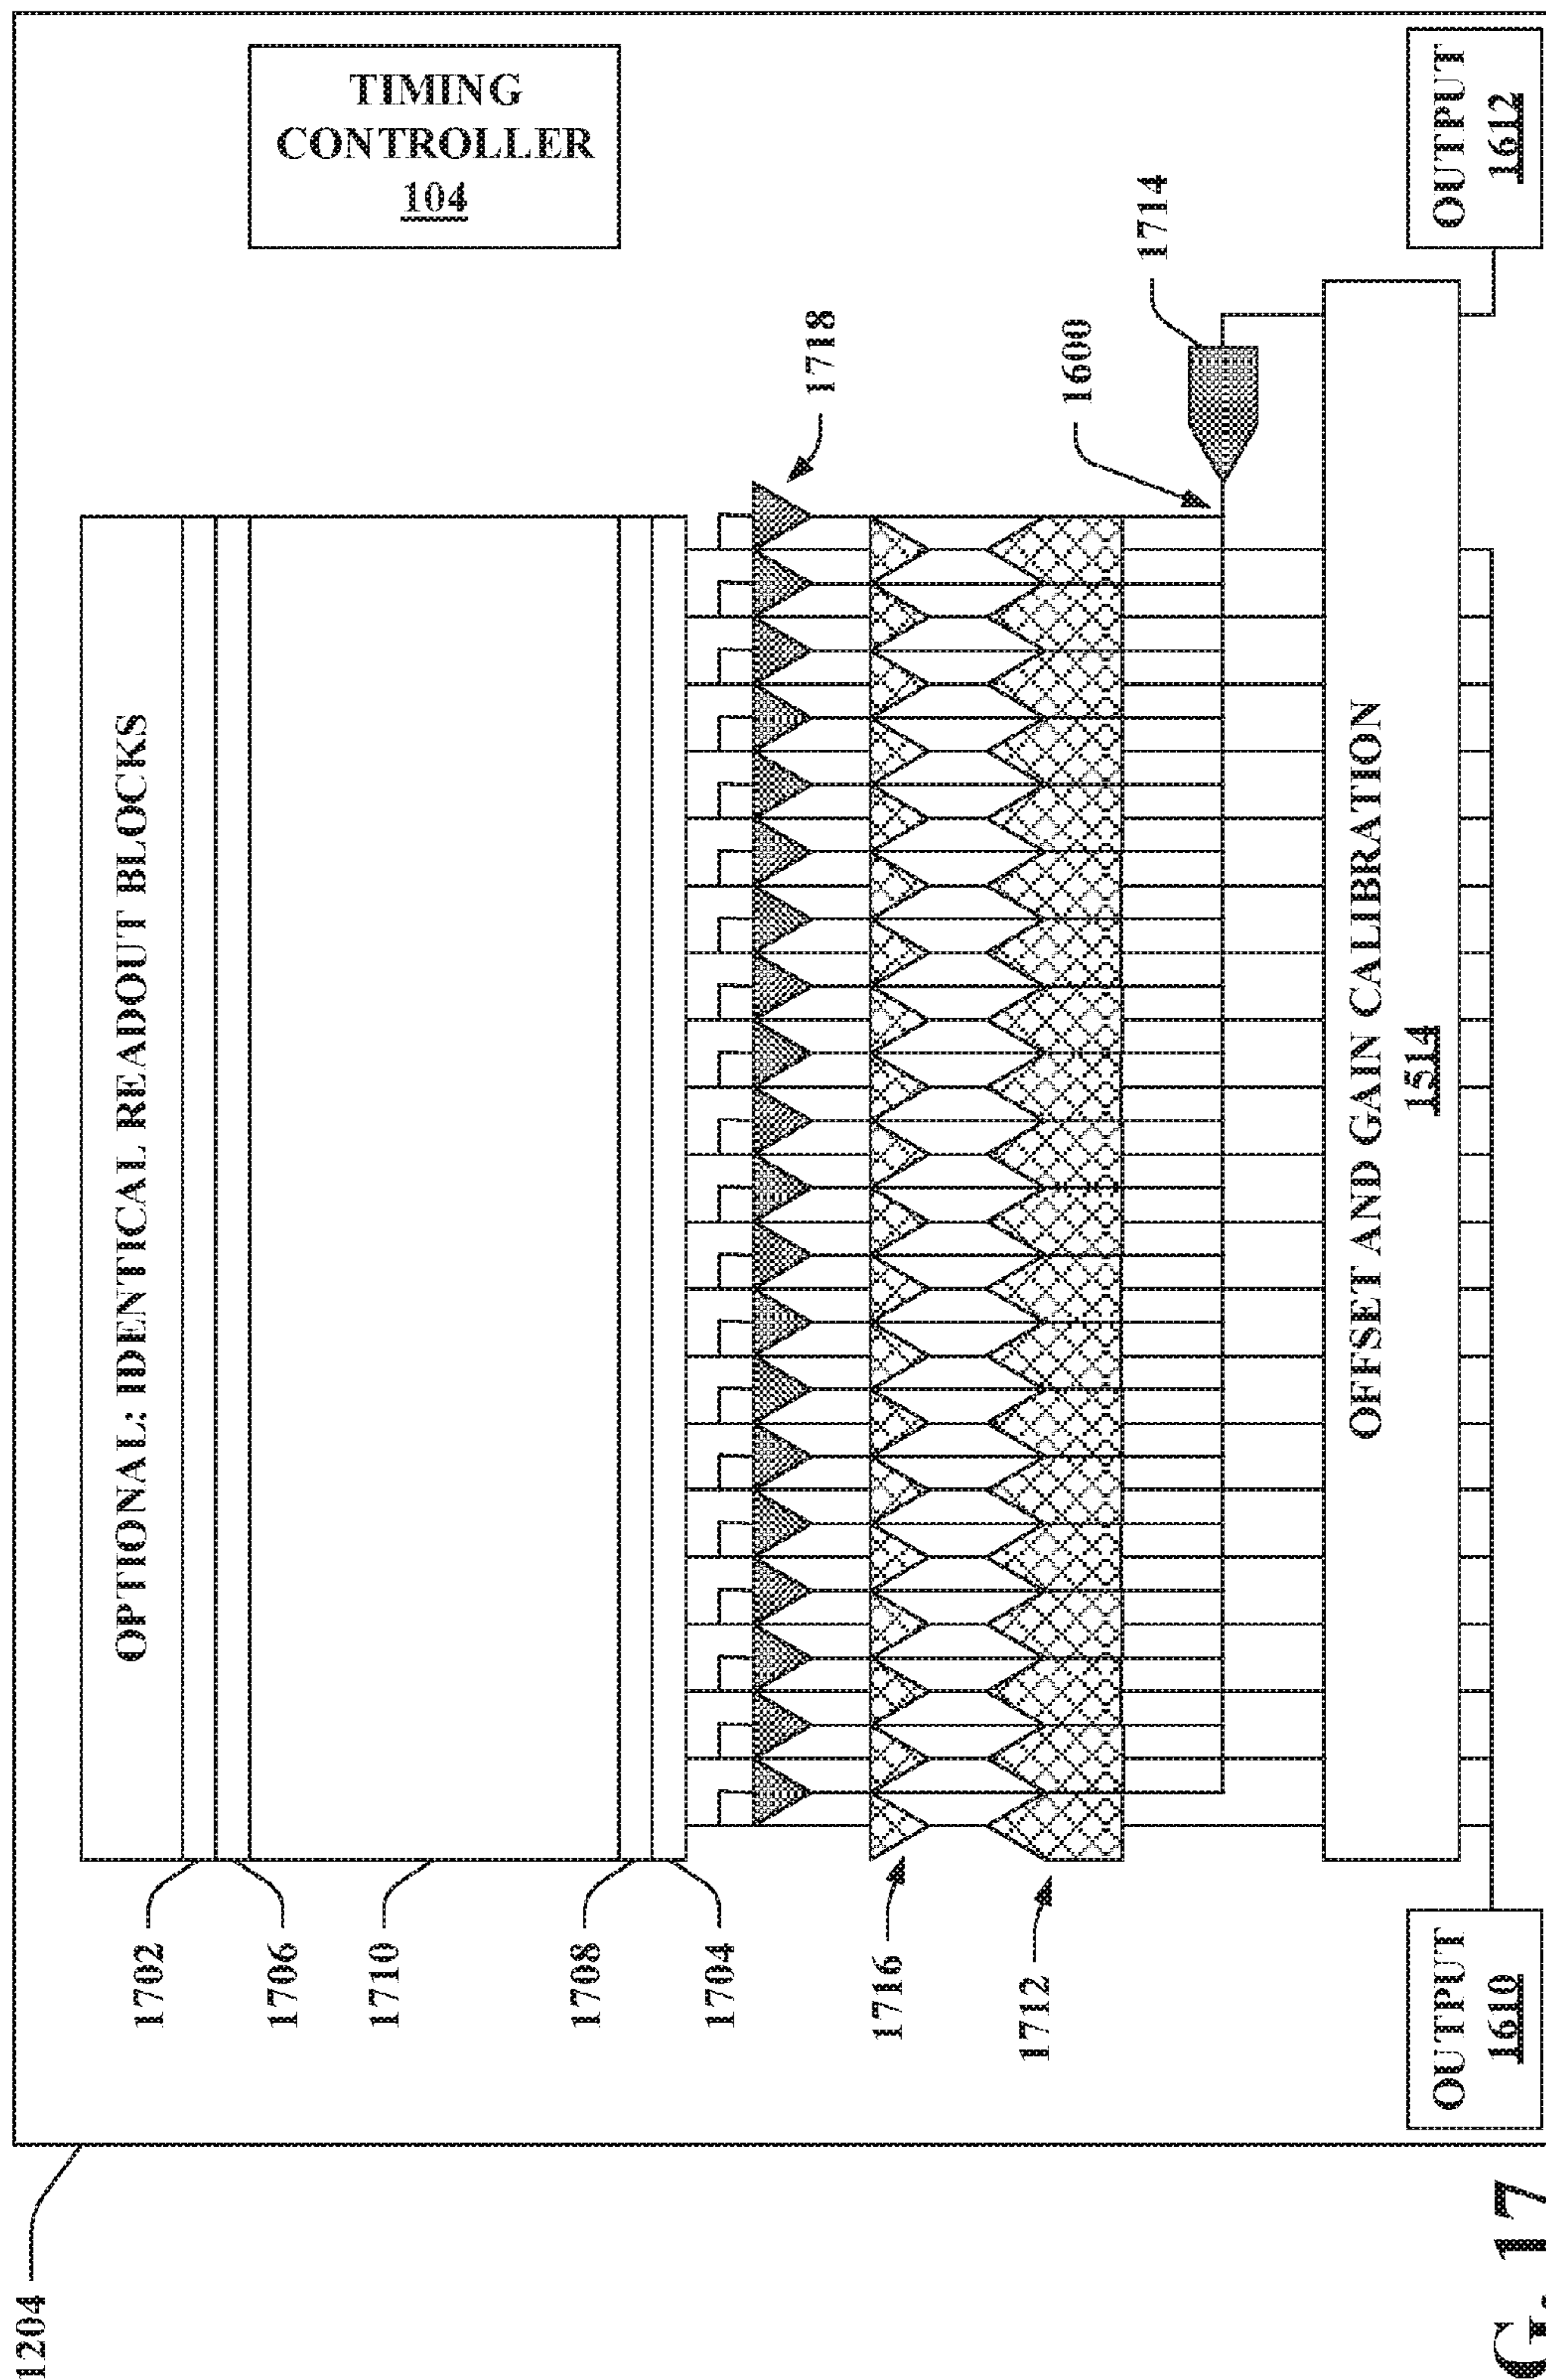 1204
OPTIONAL: IDENTICAL READOUT BLOCKS
TIMING
CONTROLLER
104
1702
1706
1710
1708
1704
1718
1716
1712
1600
1714
OFFSET AND GAIN CALIBRATION
1514
OUTPUT
1610
OUTPUT
1612
G. 17